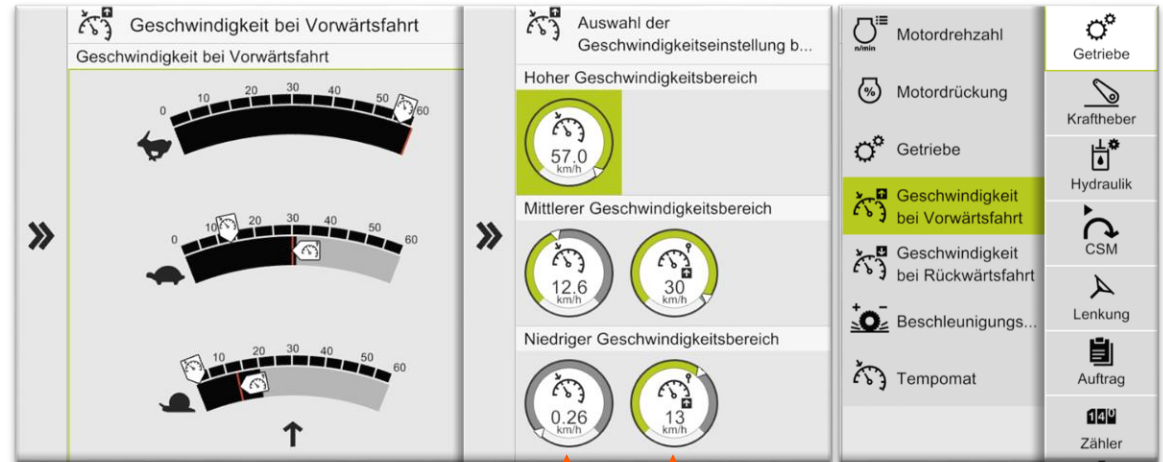 Geschwindigkeit bei Vorwärtsfahrt
Geschwindigkeit bei Vorwärtsfahrt
0 10 20 30 40 50 60
0 10 20 30 40 50 60
0 10 20 30 40 50 60
Auswahl der
Geschwindigkeitseinstellung b...
Hoher Geschwindigkeitsbereich
57.0
km/h
Mittlerer Geschwindigkeitsbereich
12.6
km/h
30
km/h
Niedriger Geschwindigkeitsbereich
0.26
km/h
13
km/h
n/min
Motordrehzahl
%
Motordrückung
Getriebe
Geschwindigkeit
bei Vorwärtsfahrt
Geschwindigkeit
bei Rückwärtsfahrt
Beschleunigungs...
Tempomat
Getriebe
Kraftheber
Hydraulik
CSM
Lenkung
Auftrag
140
Zähler